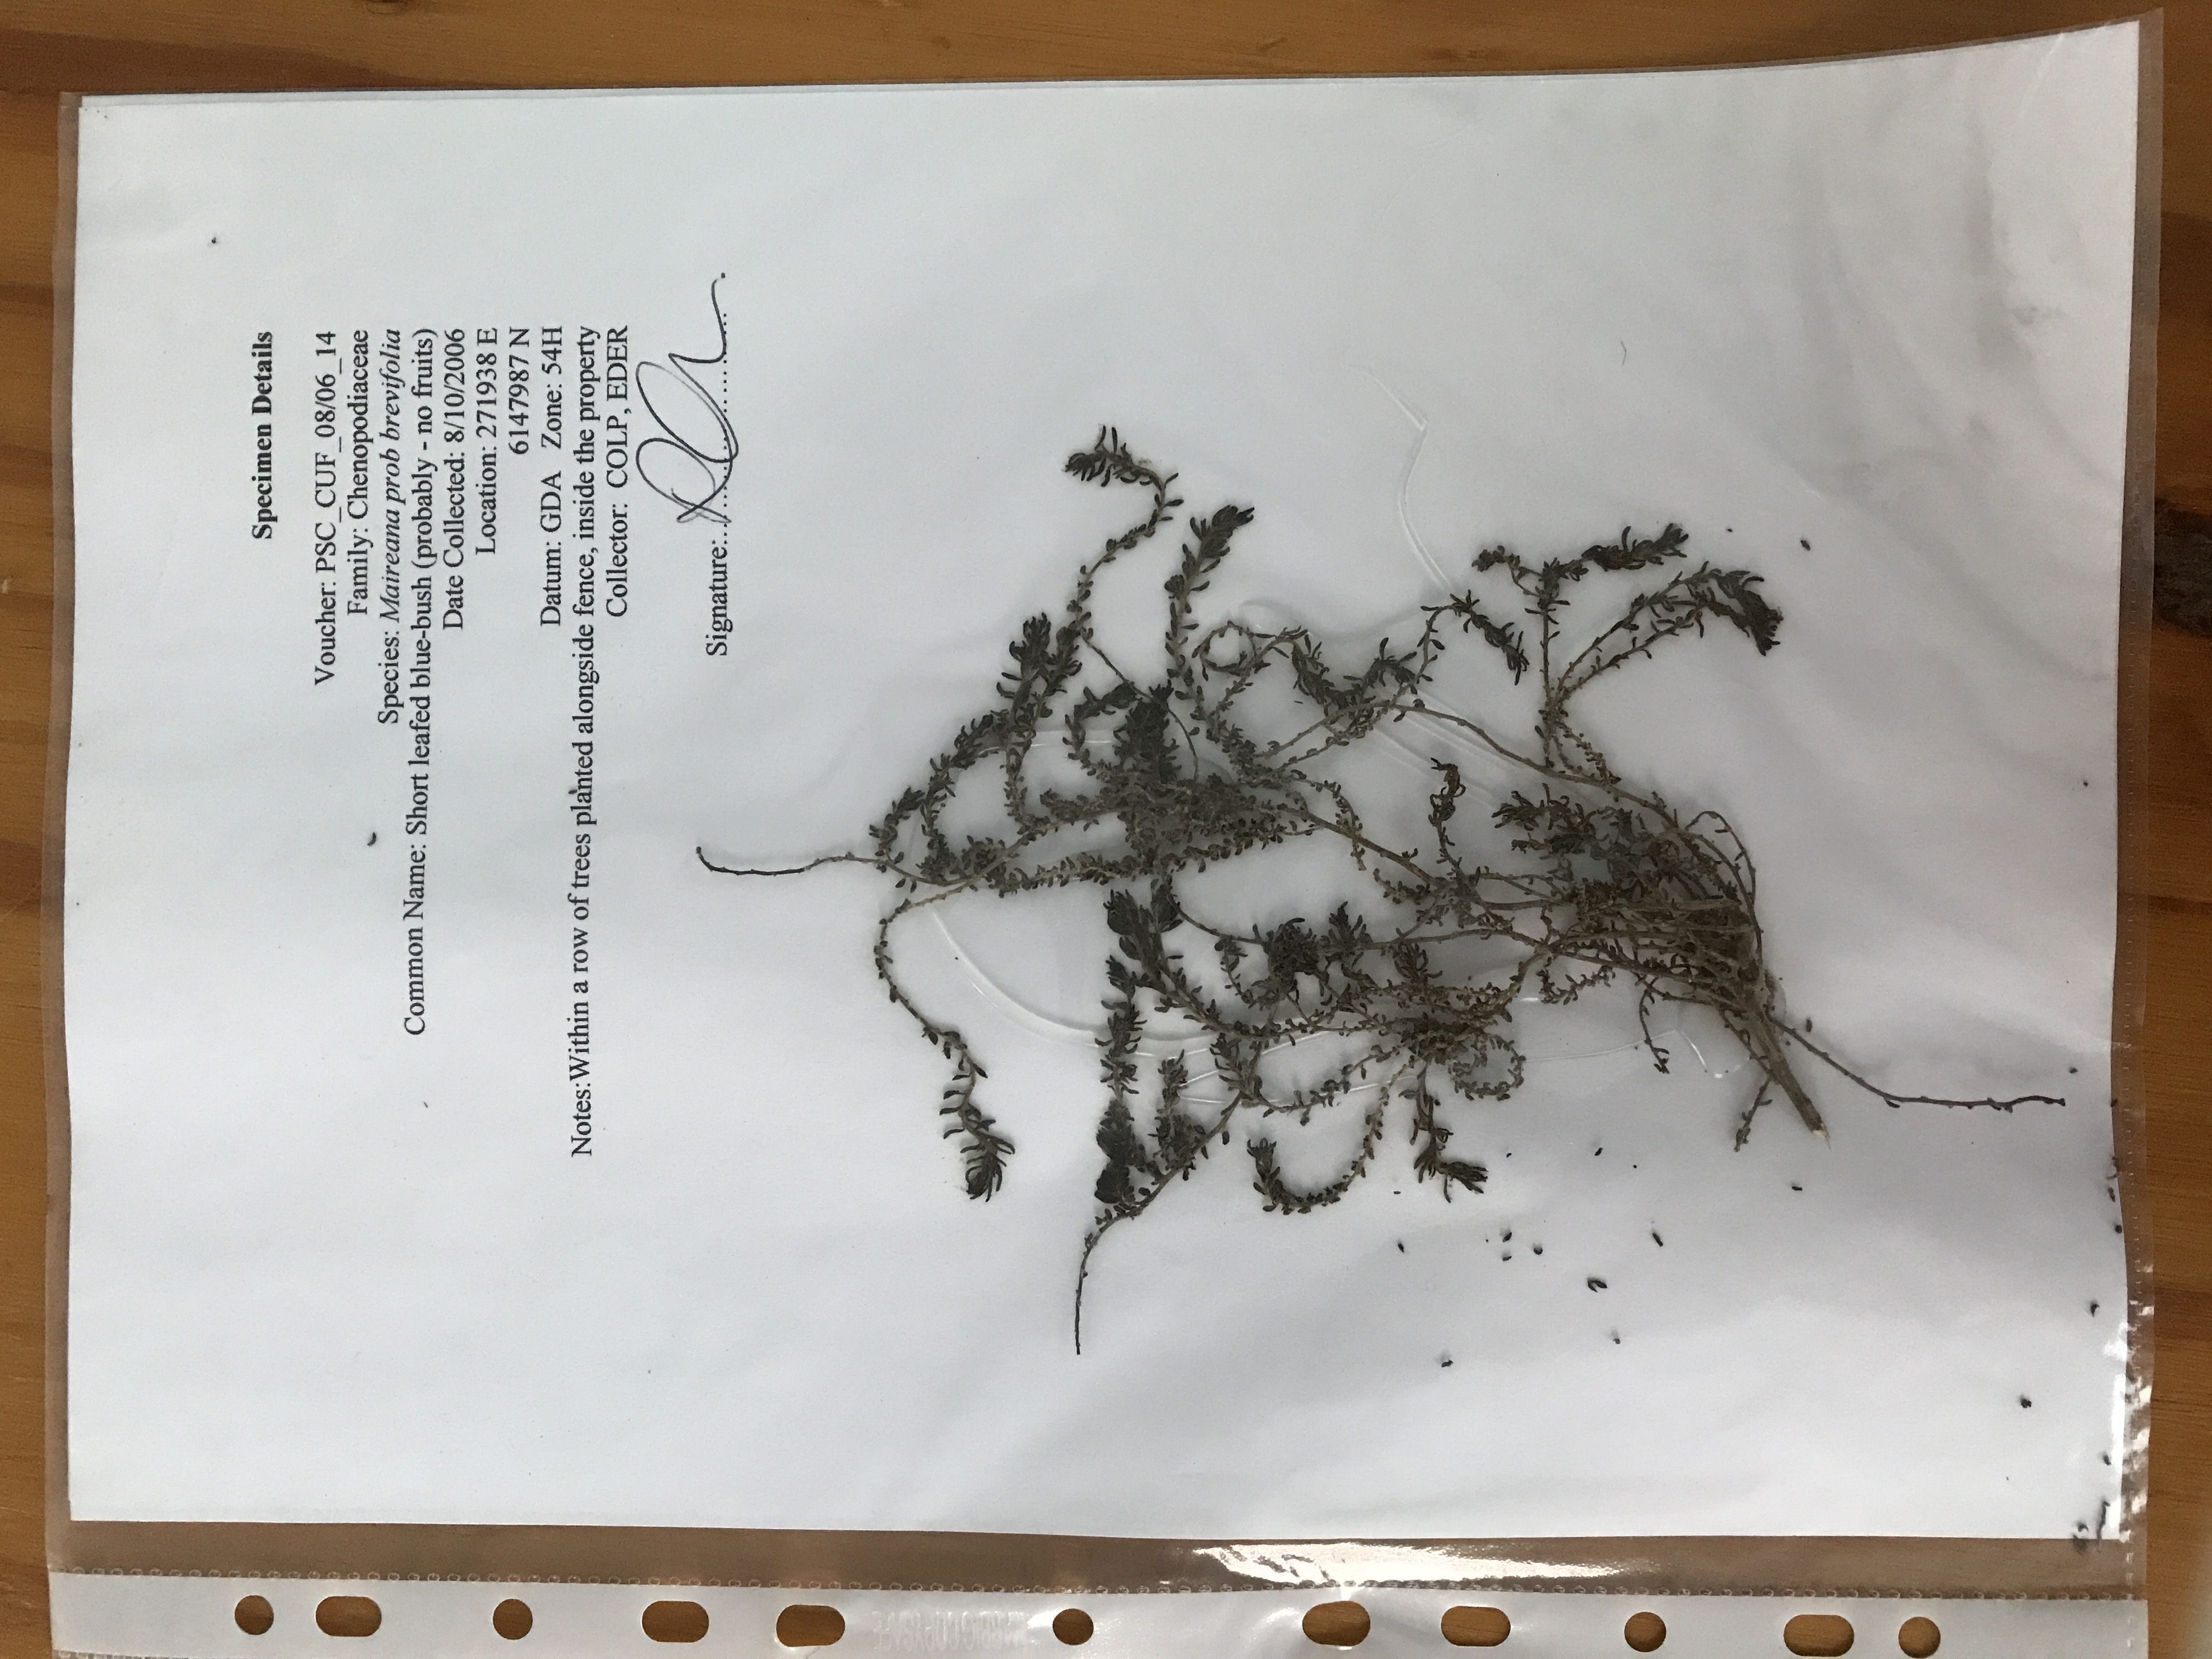 Specimen Details
Voucher: PSC_CUF_08/06_14
Family: Chenopodiaceae
Species: Maireana prob brevifolia
Common Name: Short leafed blue-bush (probably - no fruits)
Date Collected: 8/10/2006
Location: 271938 E
6147987 N
Datum: GDA Zone: 54H
Notes:Within a row of trees planted alongside fence, inside the property
Collector: COLP, EDER
Signature: